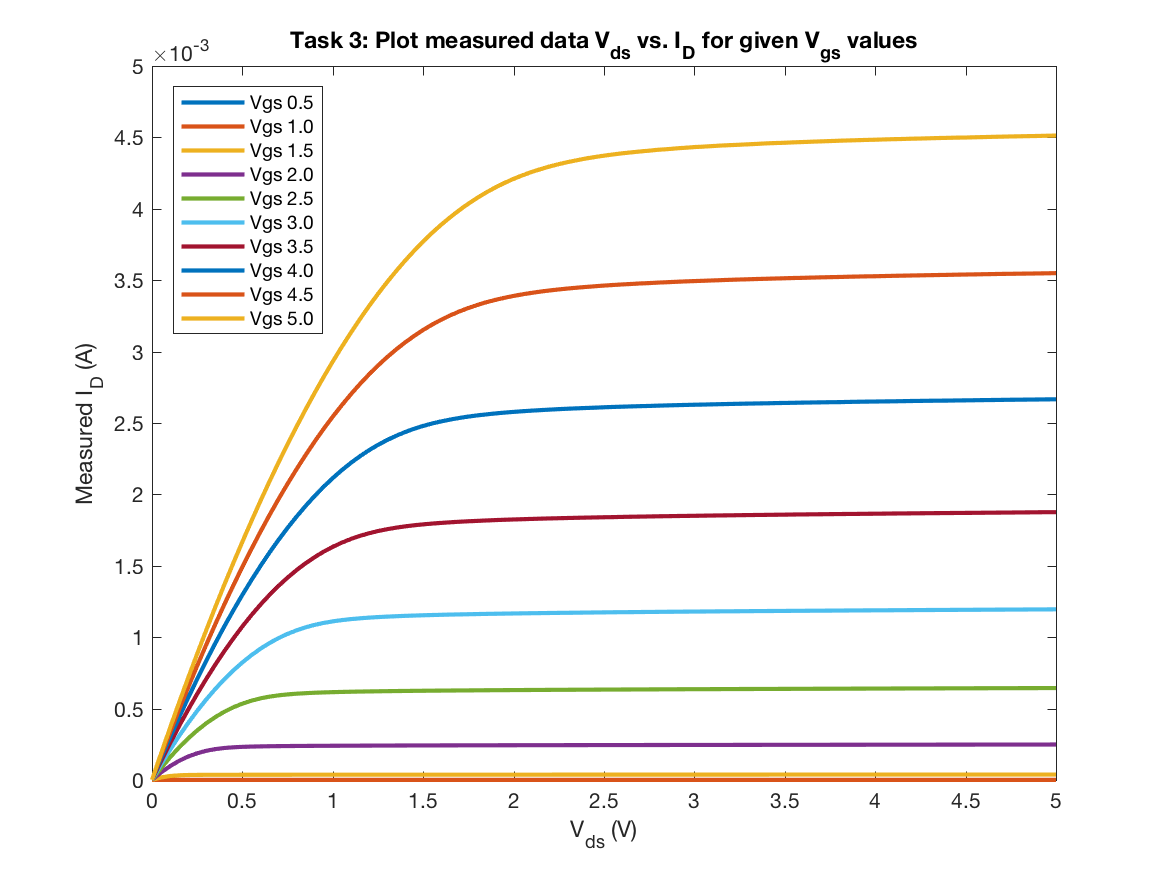 Task 3: Plot measured data Vds vs. ID for given Vgs values
×10-3
5
4.5
4
3.5
3
2.5
2
1.5
1
0.5
0
Measured ID (A)
Vgs 0.5
Vgs 1.0
Vgs 1.5
Vgs 2.0
Vgs 2.5
Vgs 3.0
Vgs 3.5
Vgs 4.0
Vgs 4.5
Vgs 5.0
0 0.5 1 1.5 2 2.5 3 3.5 4 4.5 5
Vds (V)